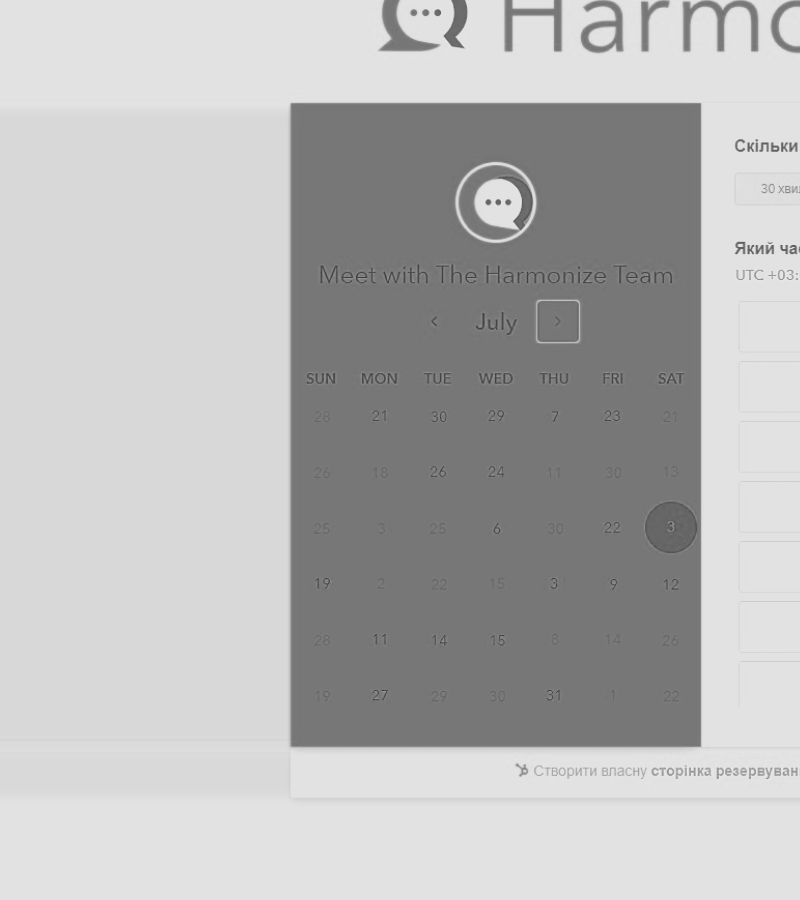 Harmo
Скільки
30 хви
Meet with The Harmonize Team
Який ча
UTC +03:
July
SUN MON TUE WED THU FRI SAT
28 21 30 29 7 23 21
26 18 26 24 11 30 13
25 3 25 6 30 22 3
19 2 22 15 3 9 12
28 11 14 15 8 14 26
19 27 29 30 31 1 22
Створити власну сторінка резервуван